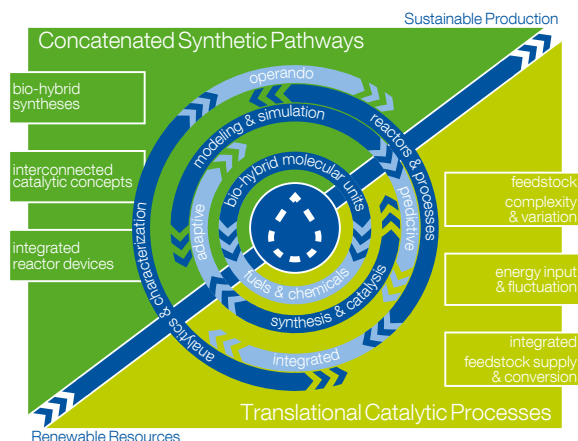 Sustainable Production
Concatenated Synthetic Pathways
bio-hybrid
syntheses
interconnected
catalytic concepts
integrated
reactor devices
operando
modeling & simulation
reactors & processes
bio-hybrid molecular units
adaptive
predictive
fuels & chemicals
synthesis & catalysis
analytics & characterization
integrated
feedstock
complexity
& variation
energy input
& fluctuation
integrated
feedstock supply
& conversion
Translational Catalytic Processes
Renewable Resources